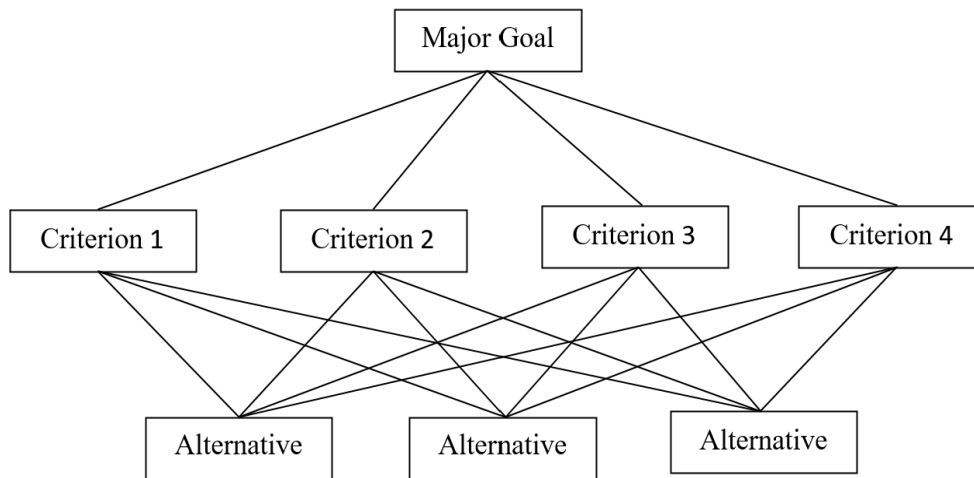 Major Goal
Criterion 1
Criterion 2
Criterion 3
Criterion 4
Alternative
Alternative
Alternative